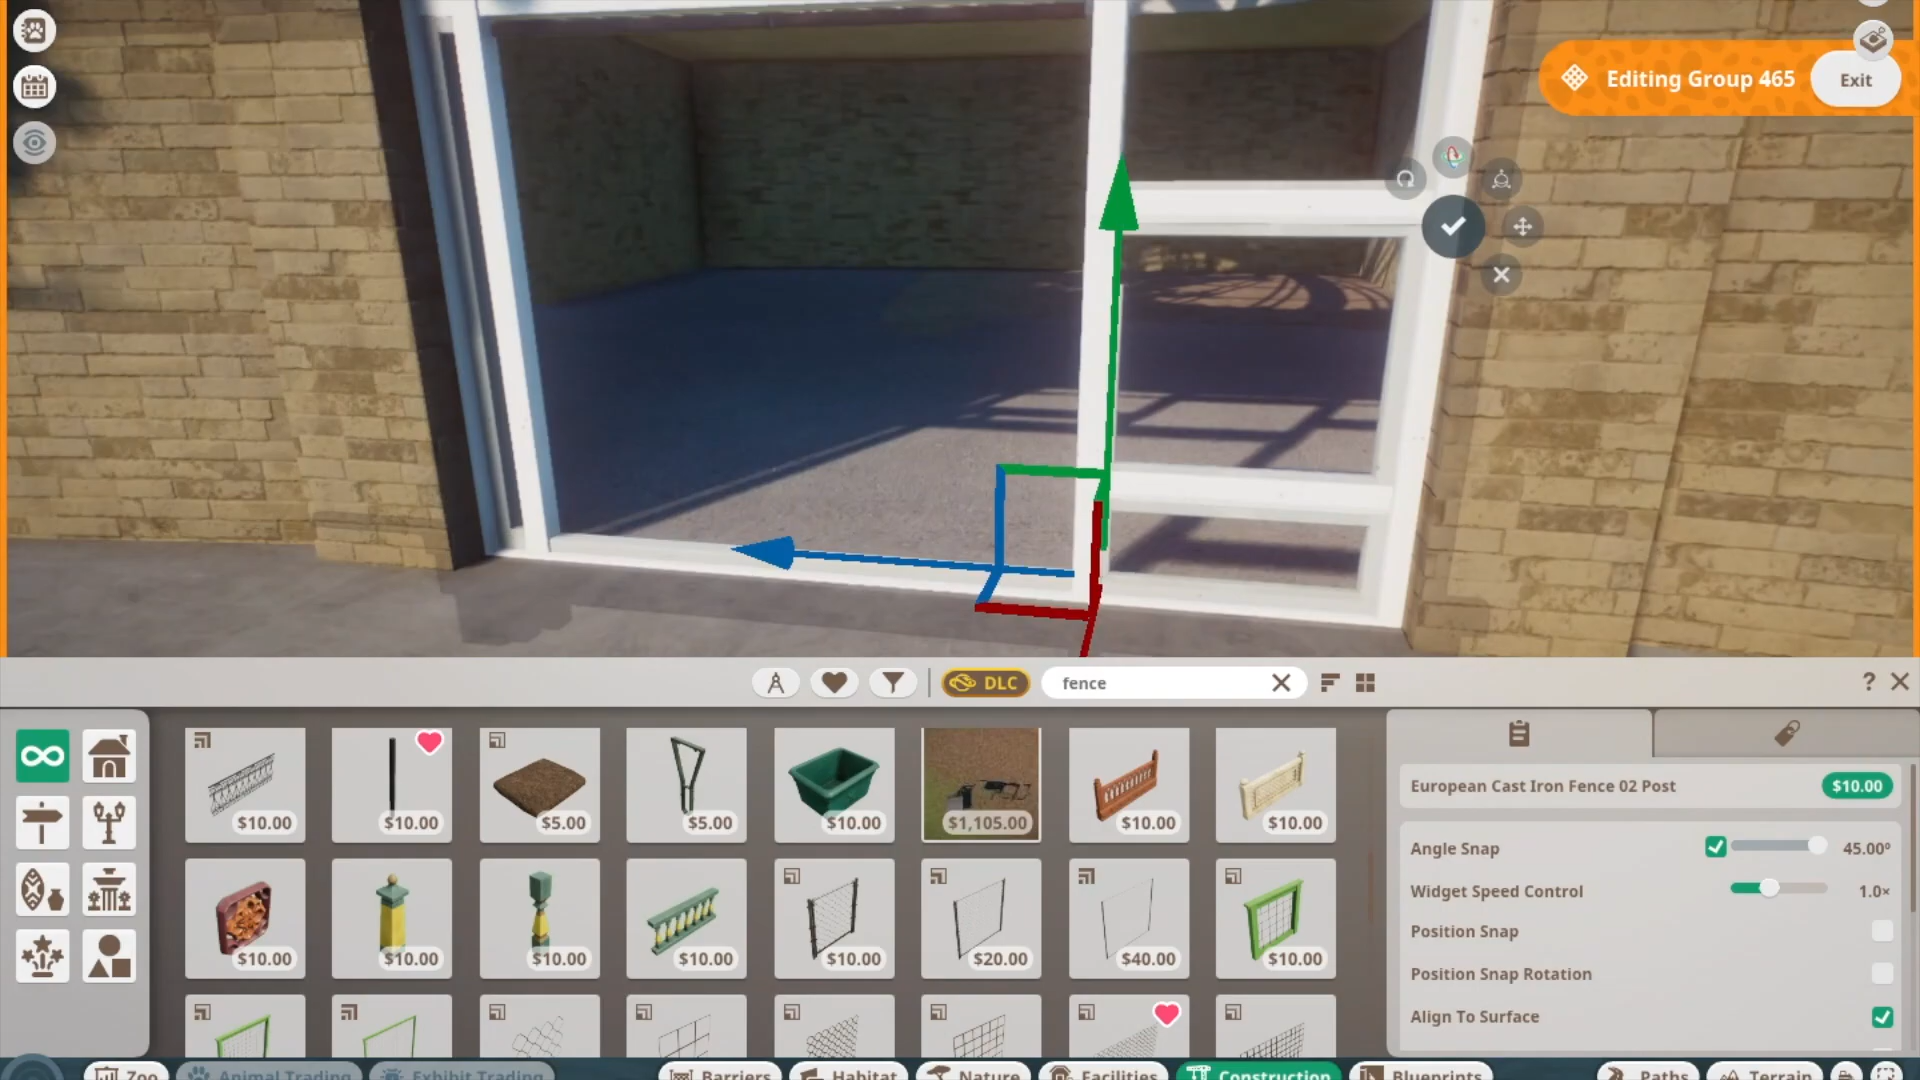 Editing Group 465
Exit
DLC
fence
$10.00
$10.00
$5.00
$5.00
$10.00
$1,105.00
$10.00
$10.00
$10.00
$10.00
$10.00
$10.00
$10.00
$20.00
$40.00
$10.00
?
European Cast Iron Fence 02 Post
$10.00
Angle Snap
45.00°
Widget Speed Control
1.0×
Position Snap
Position Snap Rotation
Align To Surface
Zoo
Animal Trading
Exhibit Trading
Barriers
Habitat
Nature
Facilities
Construction
Blueprints
Paths
Terrain